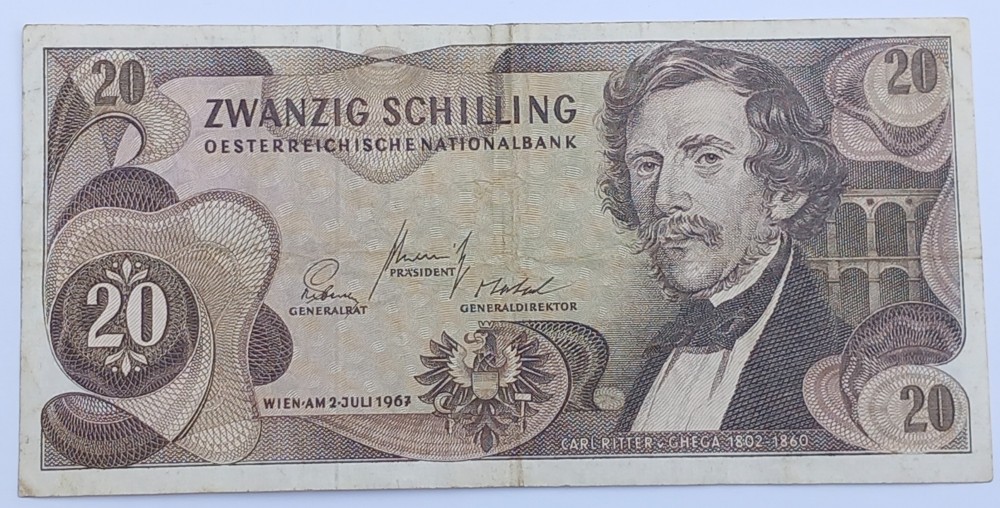 20
20
ZWANZIG SCHILLING
OESTERREICHISCHE NATIONALBANK
PRÄSIDENT
GENERALRAT
GENERALDIREKTOR
20
WIEN·AM 2·JULI 1967
20
CARL RITTER v. GHEGA 1802-1860